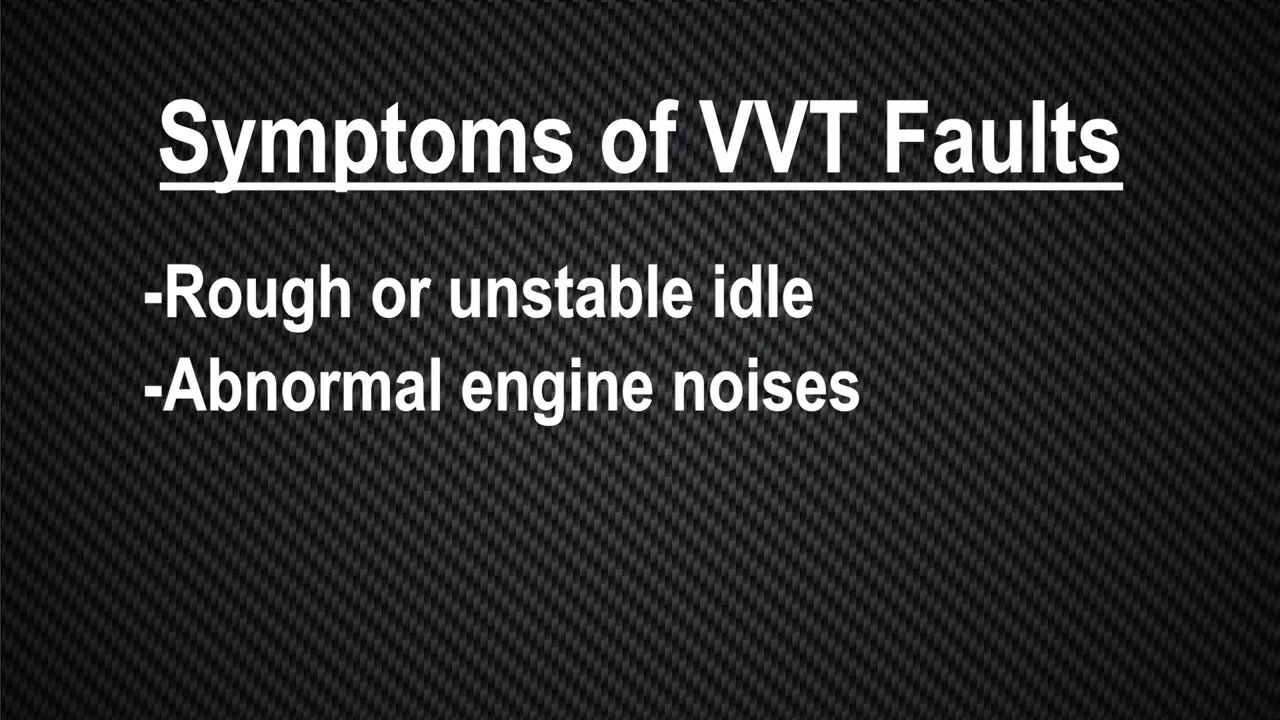 Symptoms of VVT Faults
-Rough or unstable idle
-Abnormal engine noises